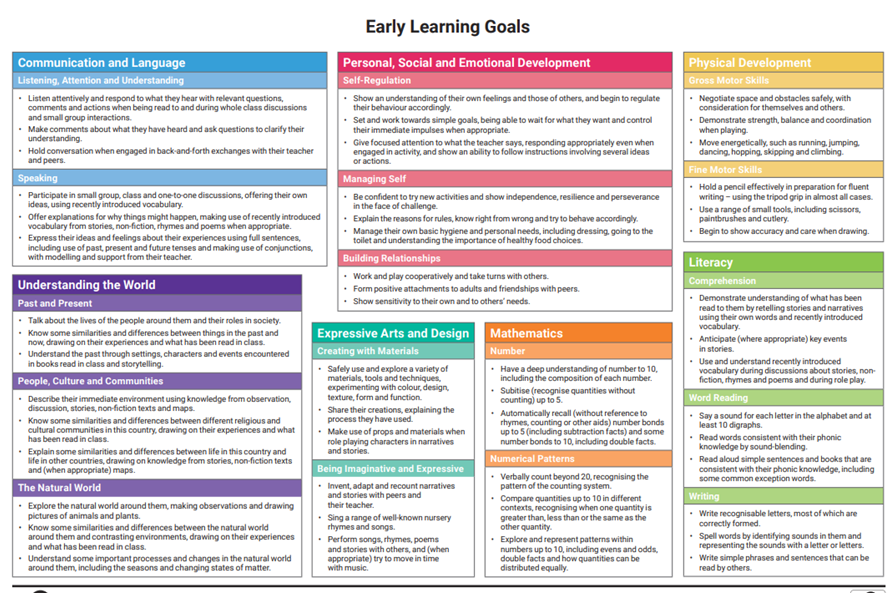 Early Learning Goals
Communication and Language
Listening, Attention and Understanding
• Listen attentively and respond to what they hear with relevant questions,
comments and actions when being read to and during whole class discussions
and small group interactions.
• Make comments about what they have heard and ask questions to clarify their
understanding.
• Hold conversation when engaged in back-and-forth exchanges with their teacher
and peers.
Speaking
• Participate in small group, class and one-to-one discussions, offering their own
ideas, using recently introduced vocabulary.
• Offer explanations for why things might happen, making use of recently introduced
vocabulary from stories, non-fiction, rhymes and poems when appropriate.
• Express their ideas and feelings about their experiences using full sentences,
including use of past, present and future tenses and making use of conjunctions,
with modelling and support from their teacher.
Personal, Social and Emotional Development
Self-Regulation
• Show an understanding of their own feelings and those of others, and begin to regulate
their behaviour accordingly.
• Set and work towards simple goals, being able to wait for what they want and control
their immediate impulses when appropriate.
• Give focused attention to what the teacher says, responding appropriately even when
engaged in activity, and show an ability to follow instructions involving several ideas
or actions.
Managing Self
• Be confident to try new activities and show independence, resilience and perseverance
in the face of challenge.
• Explain the reasons for rules, know right from wrong and try to behave accordingly.
• Manage their own basic hygiene and personal needs, including dressing, going to the
toilet and understanding the importance of healthy food choices.
Building Relationships
• Work and play cooperatively and take turns with others.
• Form positive attachments to adults and friendships with peers.
• Show sensitivity to their own and to others' needs.
Physical Development
Gross Motor Skills
• Negotiate space and obstacles safely, with
consideration for themselves and others.
• Demonstrate strength, balance and coordination
when playing.
• Move energetically, such as running, jumping,
dancing, hopping, skipping and climbing.
Fine Motor Skills
• Hold a pencil effectively in preparation for fluent
writing – using the tripod grip in almost all cases.
• Use a range of small tools, including scissors,
paintbrushes and cutlery.
• Begin to show accuracy and care when drawing.
Understanding the World
Past and Present
• Talk about the lives of the people around them and their roles in society.
• Know some similarities and differences between things in the past and
now, drawing on their experiences and what has been read in class.
• Understand the past through settings, characters and events encountered
in books read in class and storytelling.
People, Culture and Communities
• Describe their immediate environment using knowledge from observation,
discussion, stories, non-fiction texts and maps.
• Know some similarities and differences between different religious and
cultural communities in this country, drawing on their experiences and what
has been read in class.
• Explain some similarities and differences between life in this country and
life in other countries, drawing on knowledge from stories, non-fiction texts
and (when appropriate) maps.
The Natural World
• Explore the natural world around them, making observations and drawing
pictures of animals and plants.
• Know some similarities and differences between the natural world
around them and contrasting environments, drawing on their experiences
and what has been read in class.
• Understand some important processes and changes in the natural world
around them, including the seasons and changing states of matter.
Expressive Arts and Design
Creating with Materials
• Safely use and explore a variety of
materials, tools and techniques,
experimenting with colour, design,
texture, form and function.
• Share their creations, explaining the
process they have used.
• Make use of props and materials when
role playing characters in narratives
and stories.
Being Imaginative and Expressive
• Invent, adapt and recount narratives
and stories with peers and
their teacher.
• Sing a range of well-known nursery
rhymes and songs.
• Perform songs, rhymes, poems
and stories with others, and (when
appropriate) try to move in time
with music.
Mathematics
Number
• Have a deep understanding of number to 10,
including the composition of each number.
• Subitise (recognise quantities without
counting) up to 5.
• Automatically recall (without reference to
rhymes, counting or other aids) number bonds
up to 5 (including subtraction facts) and some
number bonds to 10, including double facts.
Numerical Patterns
• Verbally count beyond 20, recognising the
pattern of the counting system.
• Compare quantities up to 10 in different
contexts, recognising when one quantity is
greater than, less than or the same as the
other quantity.
• Explore and represent patterns within
numbers up to 10, including evens and odds,
double facts and how quantities can be
distributed equally.
Literacy
Comprehension
• Demonstrate understanding of what has been
read to them by retelling stories and narratives
using their own words and recently introduced
vocabulary.
• Anticipate (where appropriate) key events
in stories.
• Use and understand recently introduced
vocabulary during discussions about stories, non-
fiction, rhymes and poems and during role play.
Word Reading
• Say a sound for each letter in the alphabet and at
least 10 digraphs.
• Read words consistent with their phonic
knowledge by sound-blending.
• Read aloud simple sentences and books that are
consistent with their phonic knowledge, including
some common exception words.
Writing
• Write recognisable letters, most of which are
correctly formed.
• Spell words by identifying sounds in them and
representing the sounds with a letter or letters.
• Write simple phrases and sentences that can be
read by others.